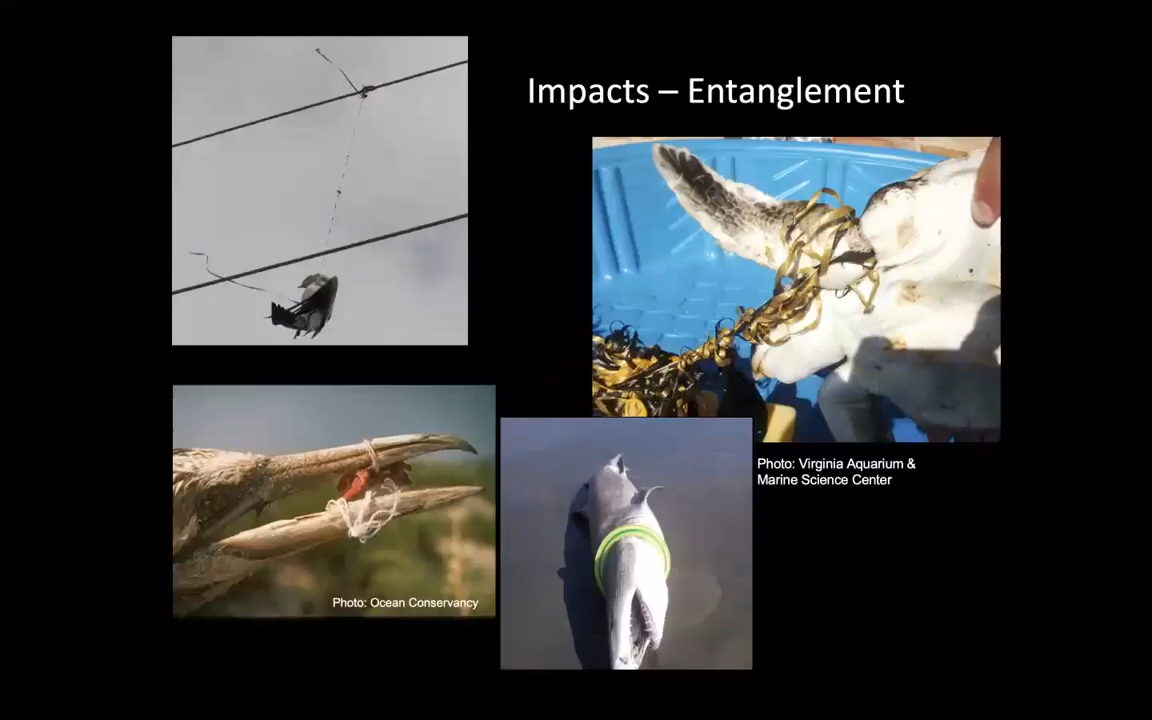 Impacts – Entanglement
Photo: Virginia Aquarium &
Marine Science Center
Photo: Ocean Conservancy